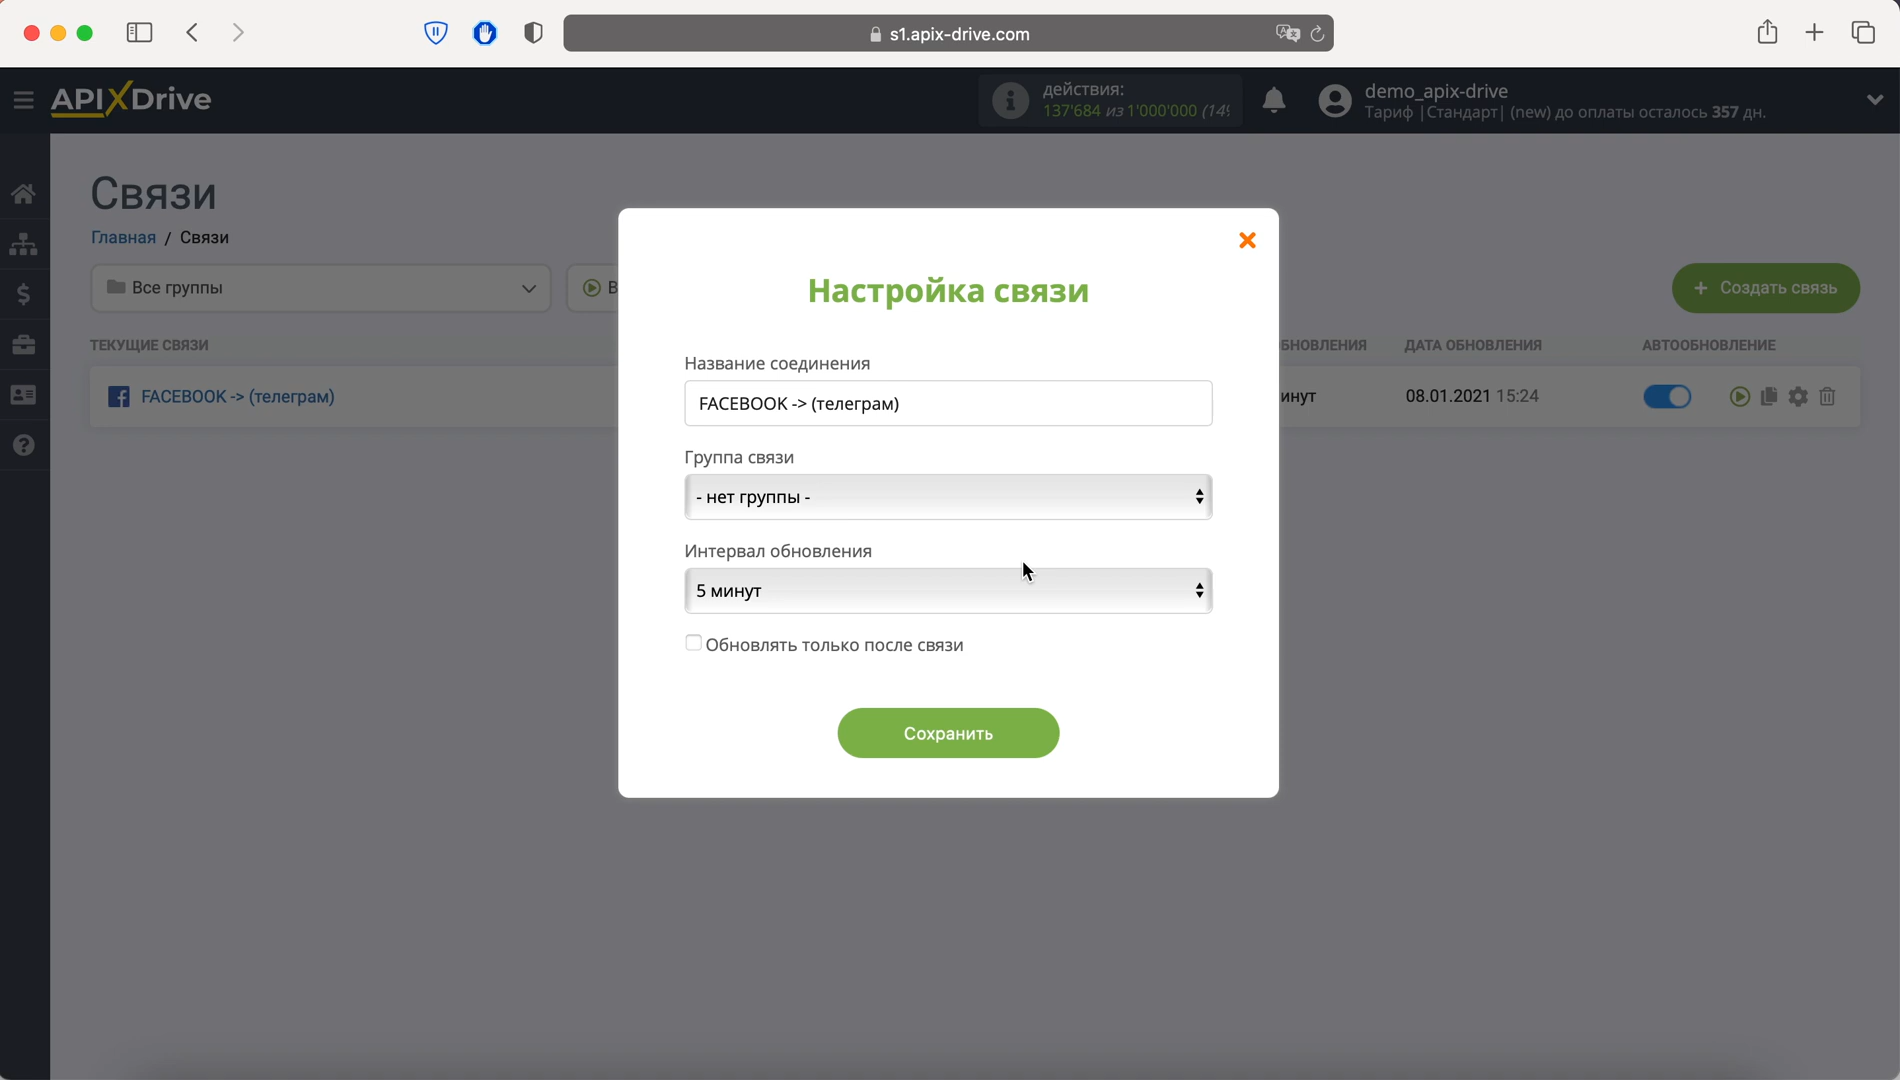 s1.apix-drive.com
APIXDrive
действия:
137'684 из 1'000'000 (14%
demo_apix-drive
Тариф |Стандарт| (new) до оплаты осталось 357 дн.
Связи
Главная / Связи
Все группы
В
+ Создать связь
ТЕКУЩИЕ СВЯЗИ
БНОВЛЕНИЯ
ДАТА ОБНОВЛЕНИЯ
АВТООБНОВЛЕНИЕ
FACEBOOK -> (телеграм)
инут
08.01.2021 15:24
Настройка связи
Название соединения
FACEBOOK -> (телеграм)
Группа связи
- нет группы -
Интервал обновления
5 минут
Обновлять только после связи
Сохранить